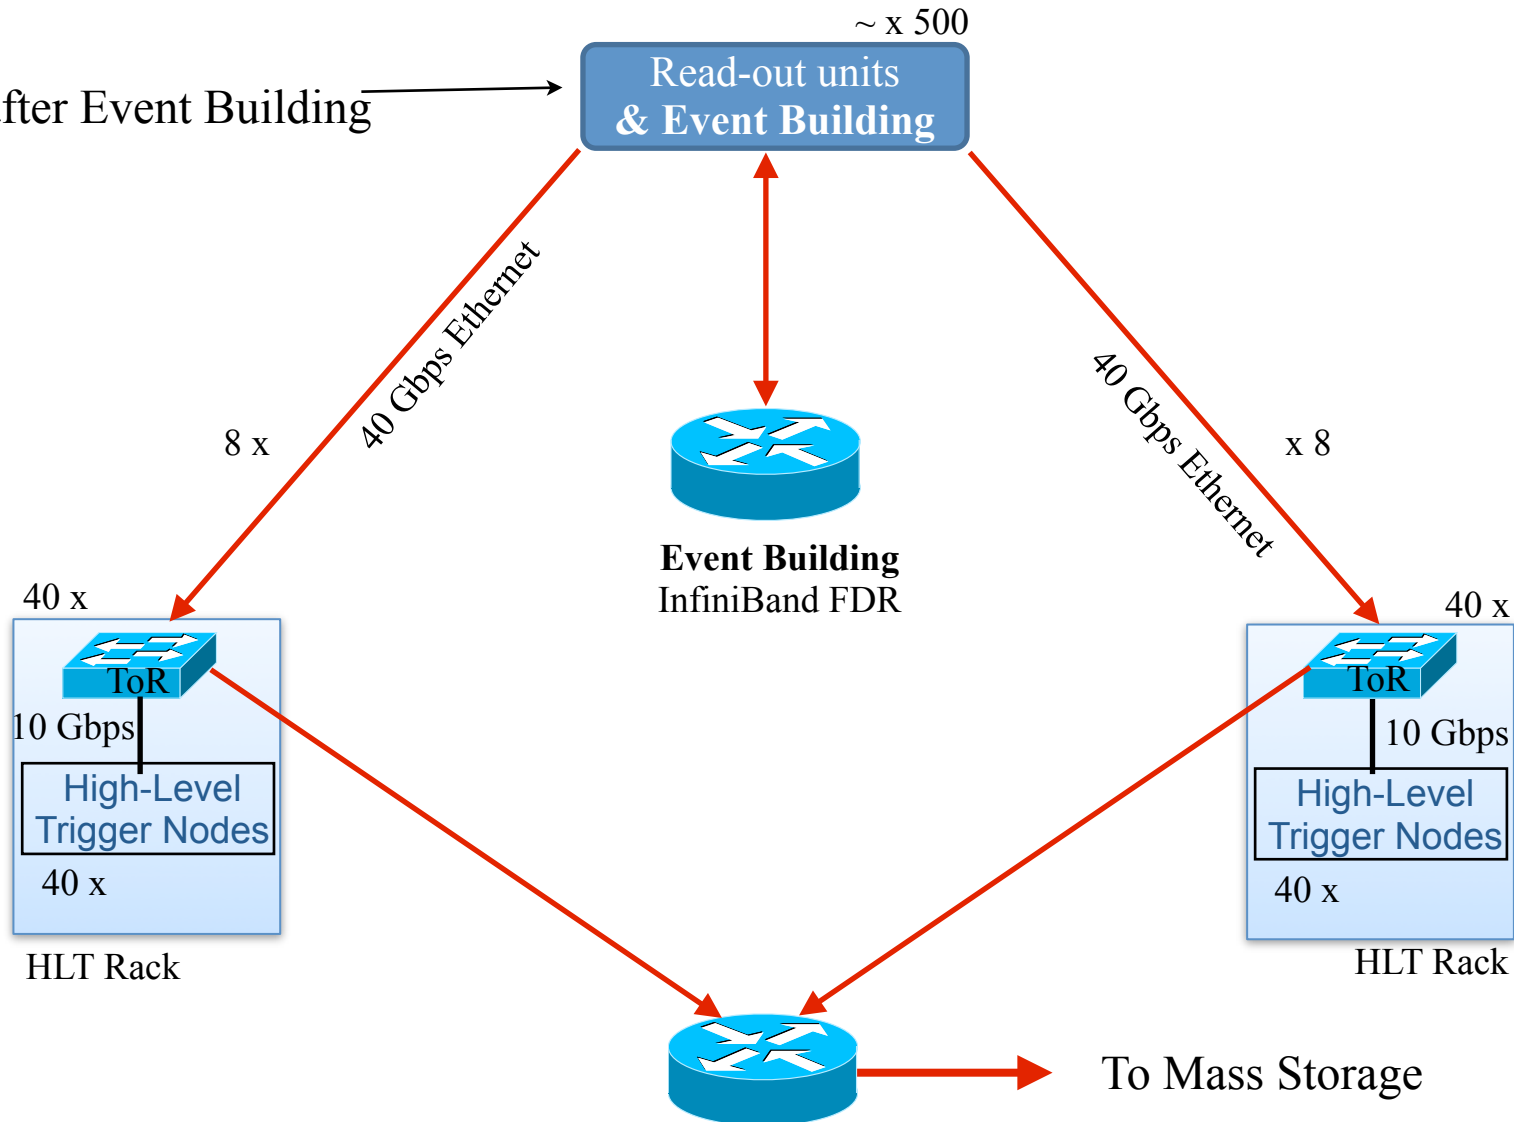 ~ x 500
Read-out units
& Event Building
after Event Building
40 Gbps Ethernet
40 Gbps Ethernet
8 x
x 8
Event Building
InfiniBand FDR
40 x
40 x
ToR
ToR
10 Gbps
10 Gbps
High-Level
Trigger Nodes
High-Level
Trigger Nodes
40 x
40 x
HLT Rack
HLT Rack
To Mass Storage